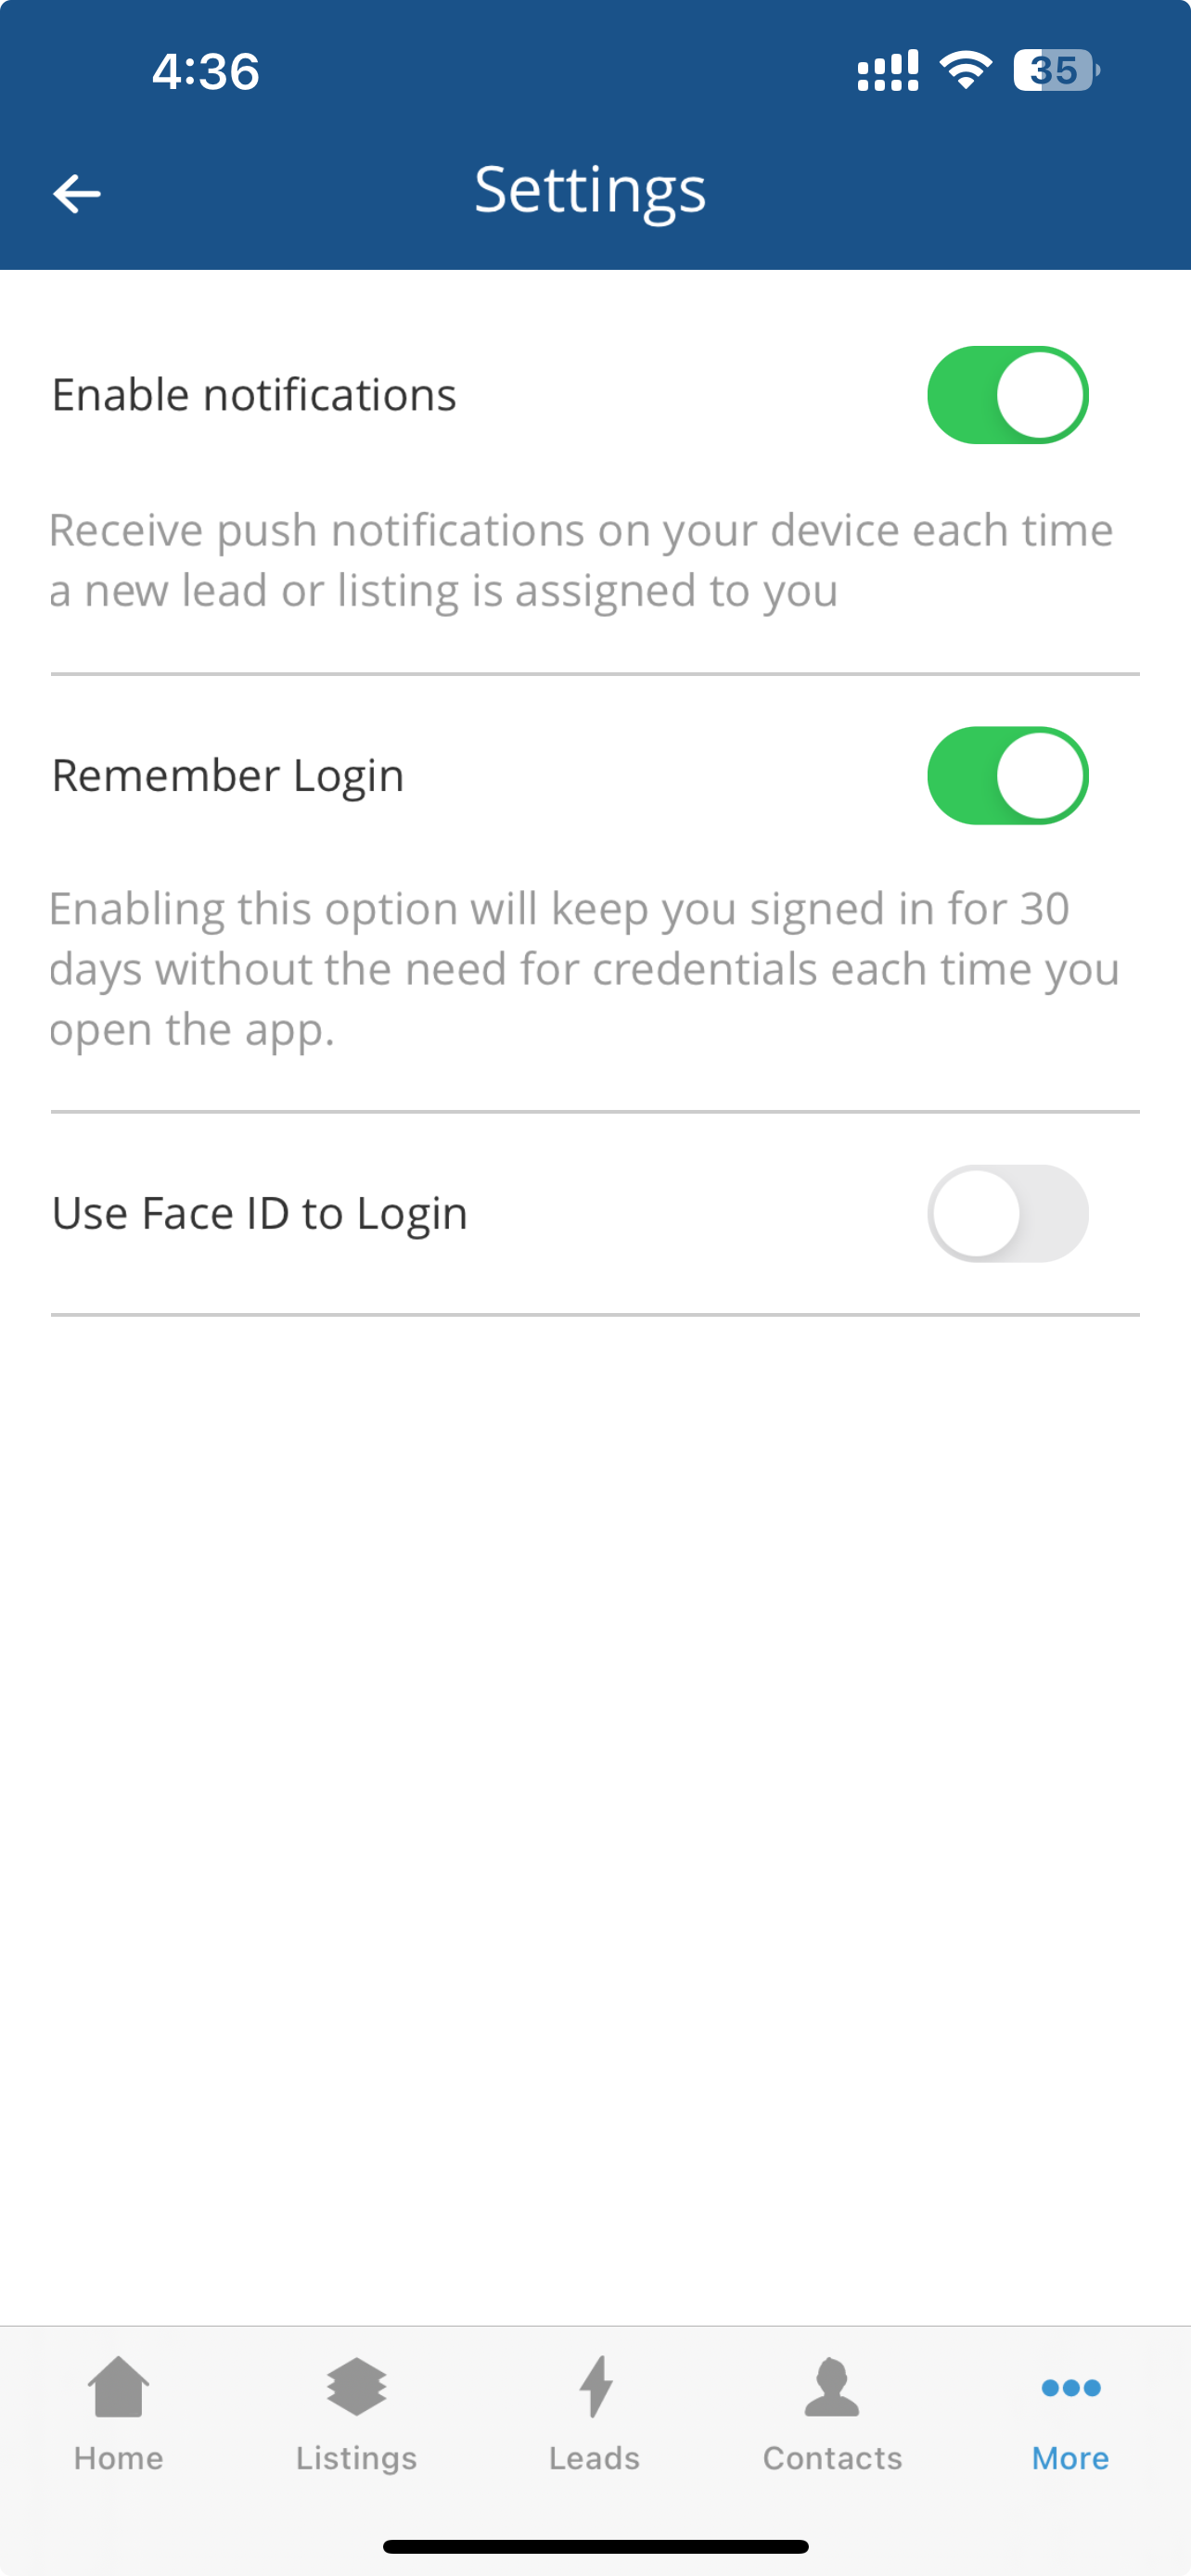 4:36
35
Settings
Enable notifications
Receive push notifications on your device each time
a new lead or listing is assigned to you
Remember Login
Enabling this option will keep you signed in for 30
days without the need for credentials each time you
open the app.
Use Face ID to Login
Home
Listings
Leads
Contacts
More